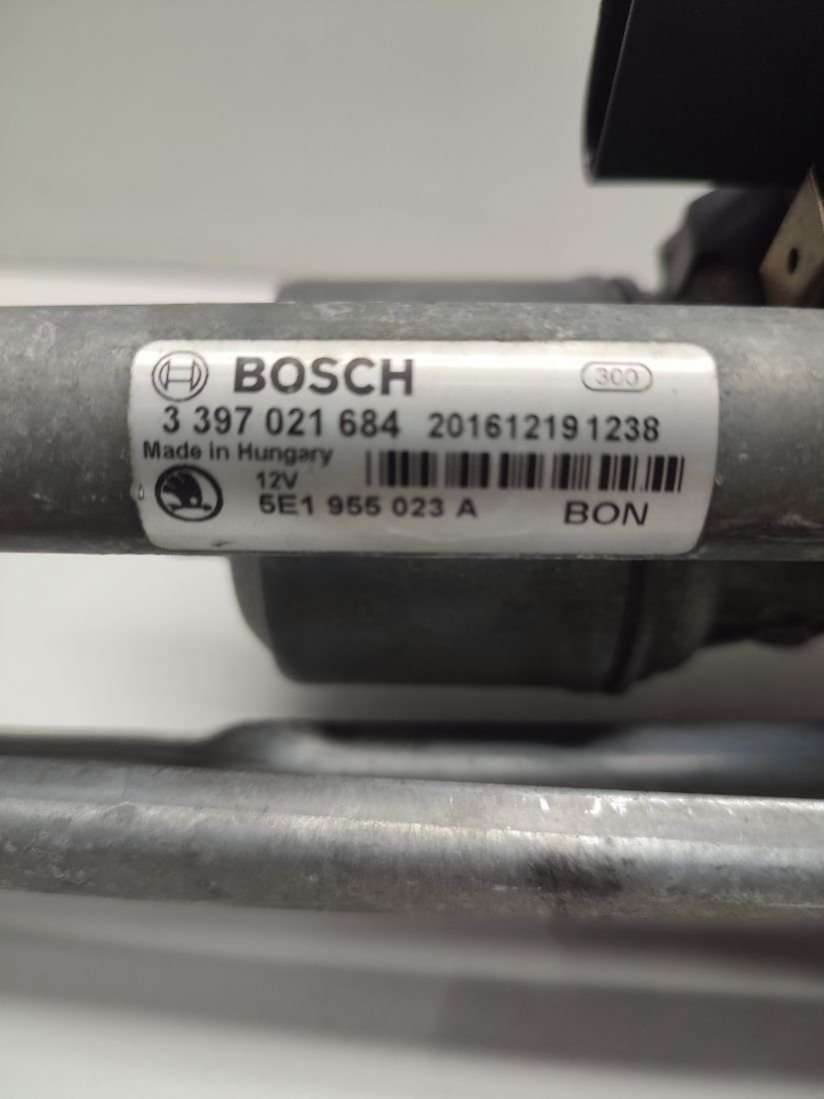 BOSCH 300
3 397 021 684 201612191238
Made in Hungary
12V
5E1 955 023 A BON